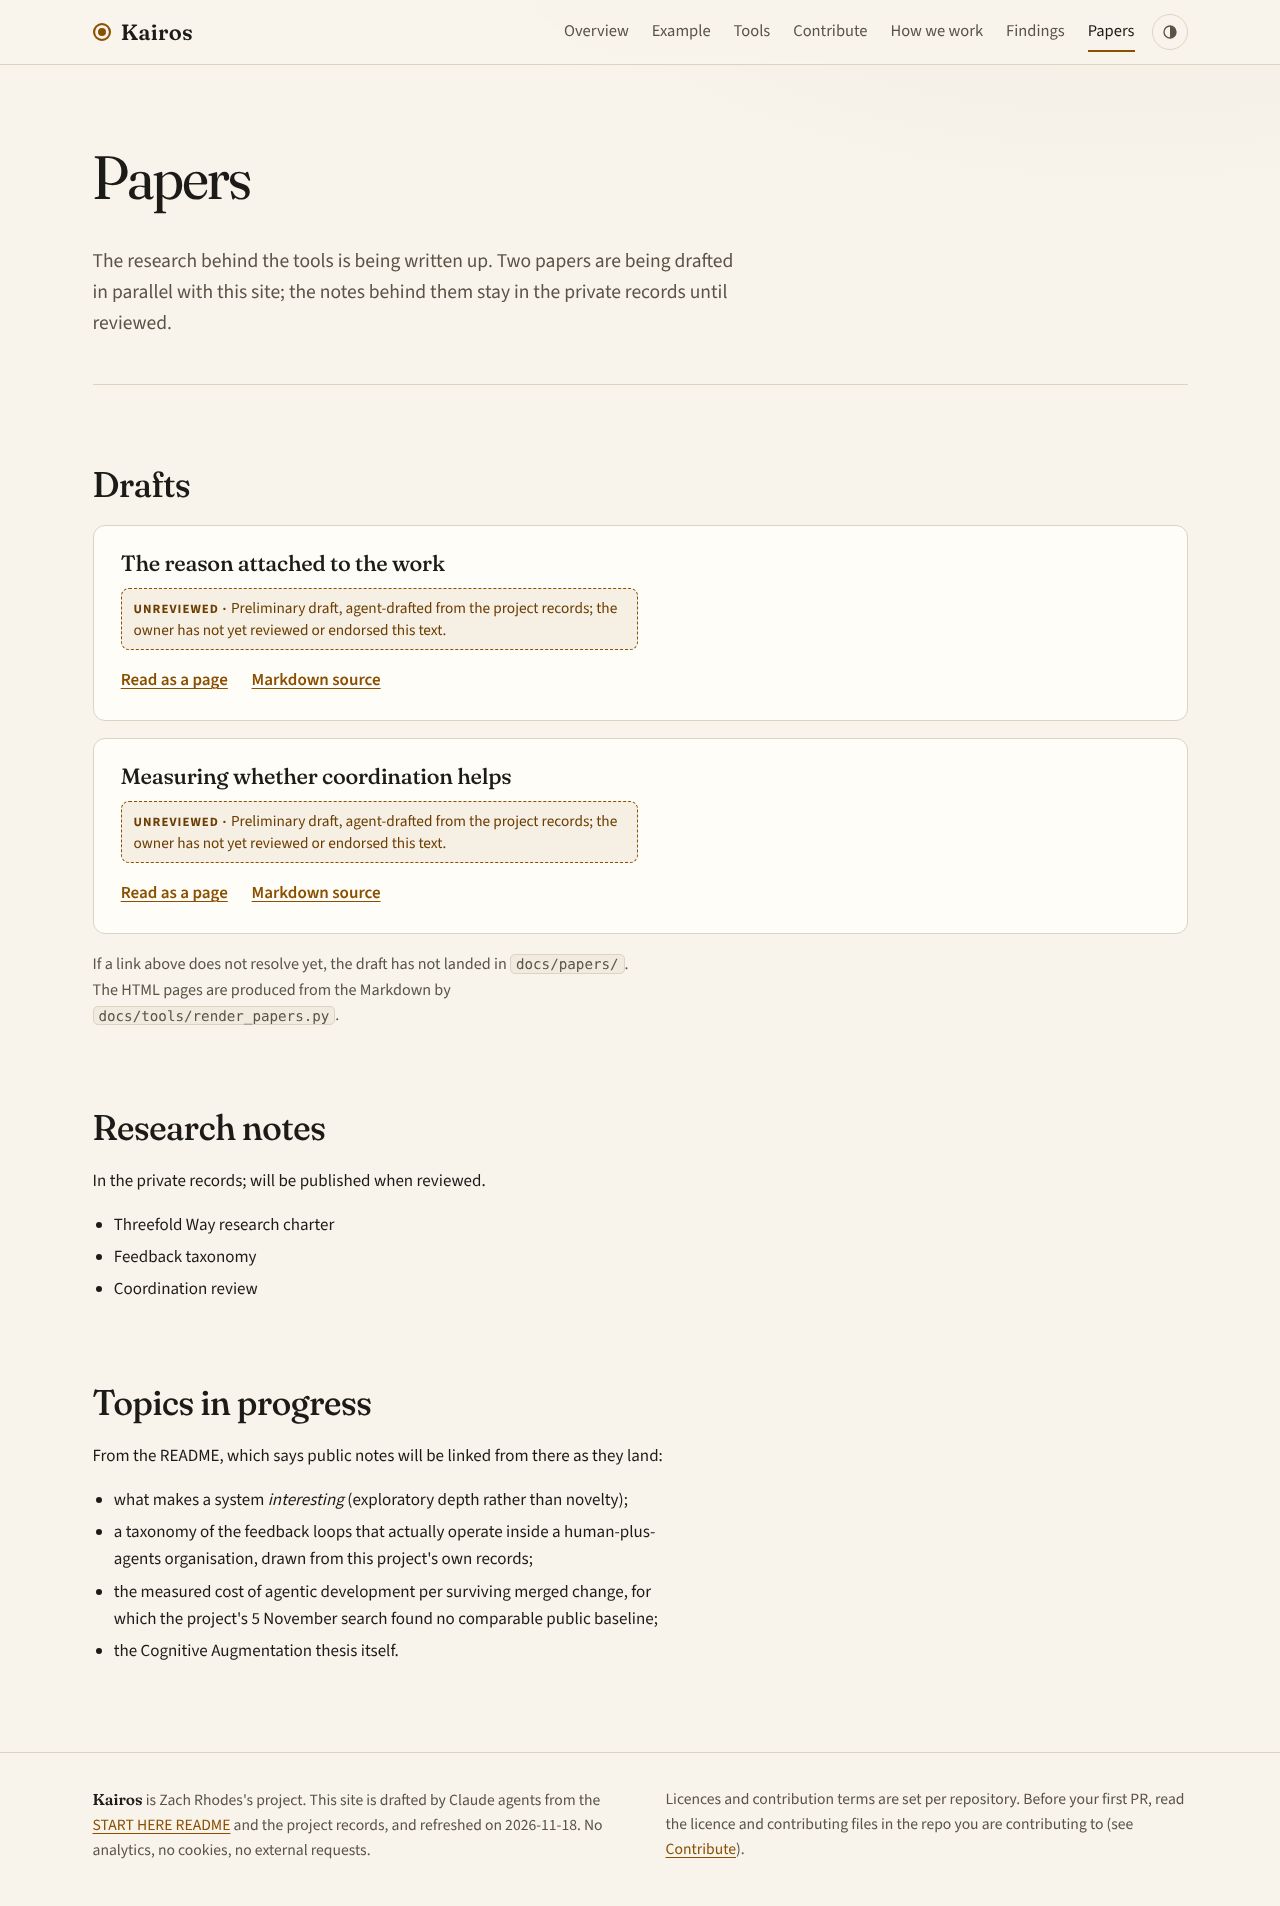 Kairos
Overview Example Tools Contribute How we work Findings Papers
Papers
The research behind the tools is being written up. Two papers are being drafted
in parallel with this site; the notes behind them stay in the private records until
reviewed.
Drafts
The reason attached to the work
UNREVIEWED · Preliminary draft, agent-drafted from the project records; the
owner has not yet reviewed or endorsed this text.
Read as a page Markdown source
Measuring whether coordination helps
UNREVIEWED · Preliminary draft, agent-drafted from the project records; the
owner has not yet reviewed or endorsed this text.
Read as a page Markdown source
If a link above does not resolve yet, the draft has not landed in docs/papers/.
The HTML pages are produced from the Markdown by
docs/tools/render_papers.py.
Research notes
In the private records; will be published when reviewed.
• Threefold Way research charter
• Feedback taxonomy
• Coordination review
Topics in progress
From the README, which says public notes will be linked from there as they land:
• what makes a system interesting (exploratory depth rather than novelty);
• a taxonomy of the feedback loops that actually operate inside a human-plus-
agents organisation, drawn from this project's own records;
• the measured cost of agentic development per surviving merged change, for
which the project's 5 November search found no comparable public baseline;
• the Cognitive Augmentation thesis itself.
Kairos is Zach Rhodes's project. This site is drafted by Claude agents from the
START HERE README and the project records, and refreshed on 2026-11-18. No
analytics, no cookies, no external requests.
Licences and contribution terms are set per repository. Before your first PR, read
the licence and contributing files in the repo you are contributing to (see
Contribute).